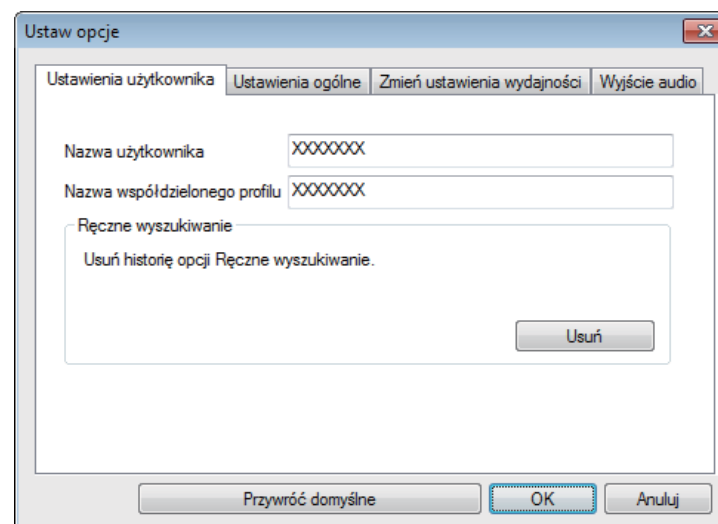 Ustaw opcje
Ustawienia użytkownika Ustawienia ogólne Zmień ustawienia wydajności Wyjście audio
Nazwa użytkownika XXXXXXX
Nazwa współdzielonego profilu XXXXXXX
Ręczne wyszukiwanie
Usuń historię opcji Ręczne wyszukiwanie.
Usuń
Przywróć domyślne OK Anuluj